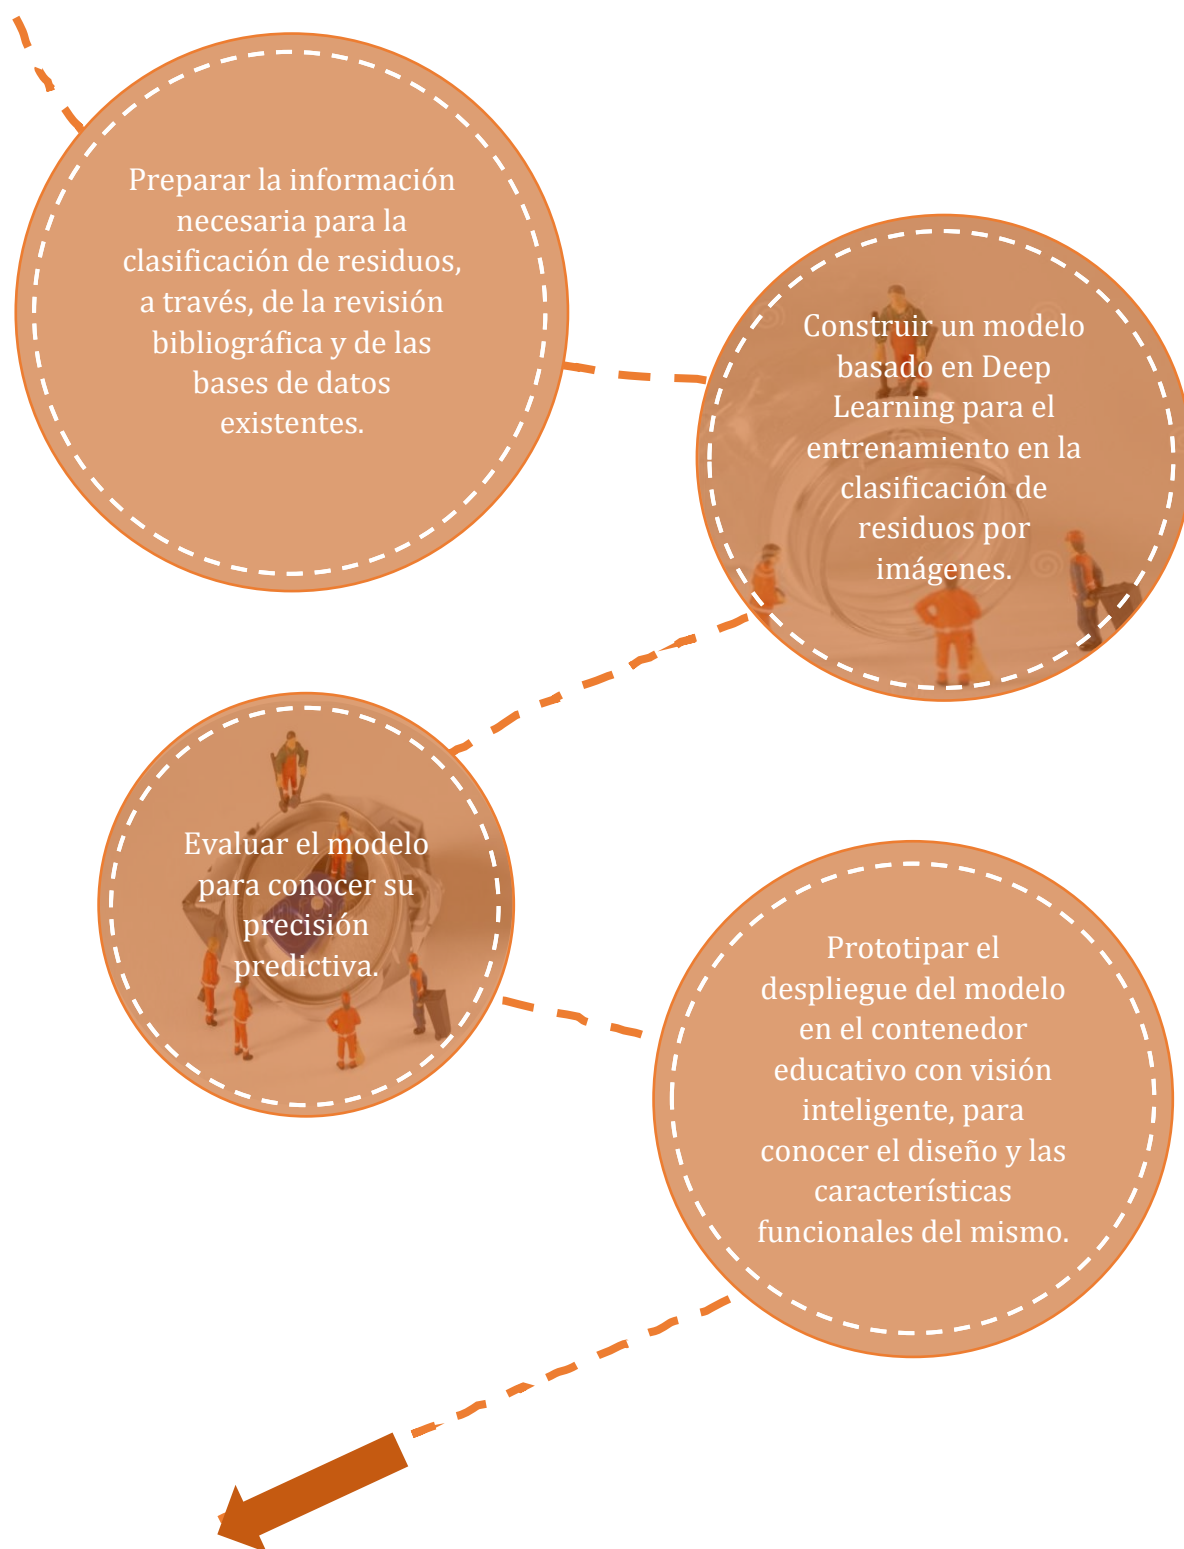 Preparar la información
necesaria para la
clasificación de residuos,
a través, de la revisión
bibliográfica y de las
bases de datos
existentes.
Construir un modelo
basado en Deep
Learning para el
entrenamiento en la
clasificación de
residuos por
imágenes.
Evaluar el modelo
para conocer su
precisión
predictiva.
Prototipar el
despliegue del modelo
en el contenedor
educativo con visión
inteligente, para
conocer el diseño y las
características
funcionales del mismo.